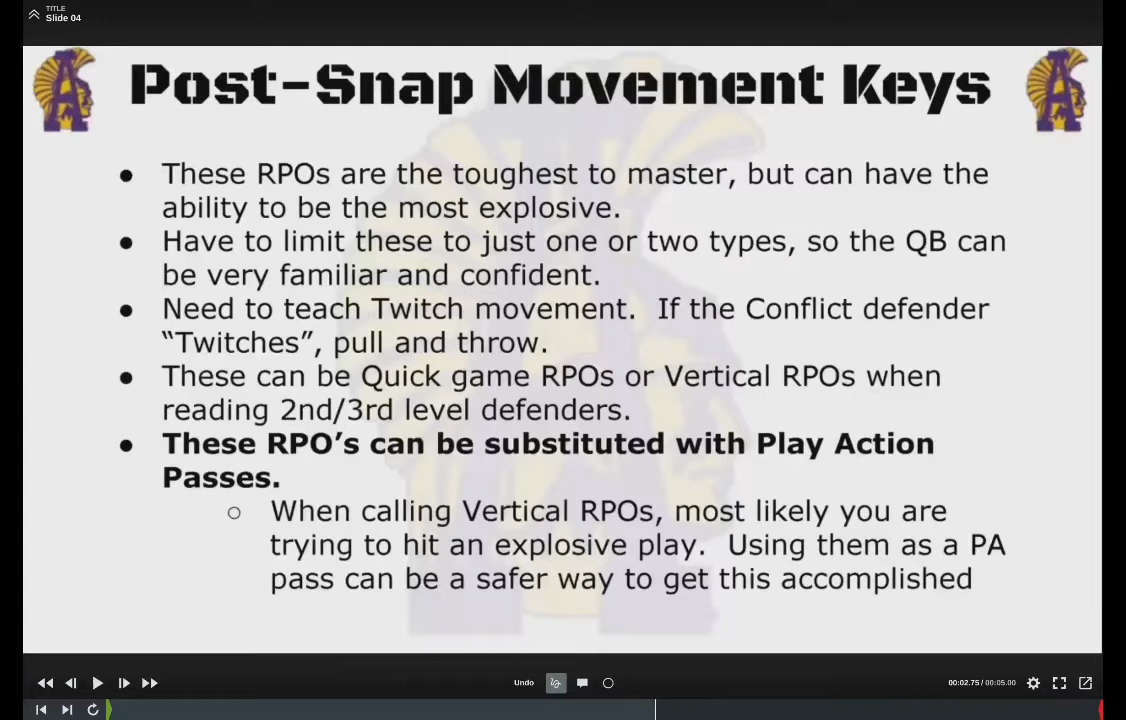 TITLE
Slide 04
Post-Snap Movement Keys
● These RPOs are the toughest to master, but can have the
ability to be the most explosive.
● Have to limit these to just one or two types, so the QB can
be very familiar and confident.
● Need to teach Twitch movement.  If the Conflict defender
“Twitches”, pull and throw.
● These can be Quick game RPOs or Vertical RPOs when
reading 2nd/3rd level defenders.
● These RPO’s can be substituted with Play Action
Passes.
○ When calling Vertical RPOs, most likely you are
trying to hit an explosive play.  Using them as a PA
pass can be a safer way to get this accomplished
Undo
00:02.75 / 00:05.00